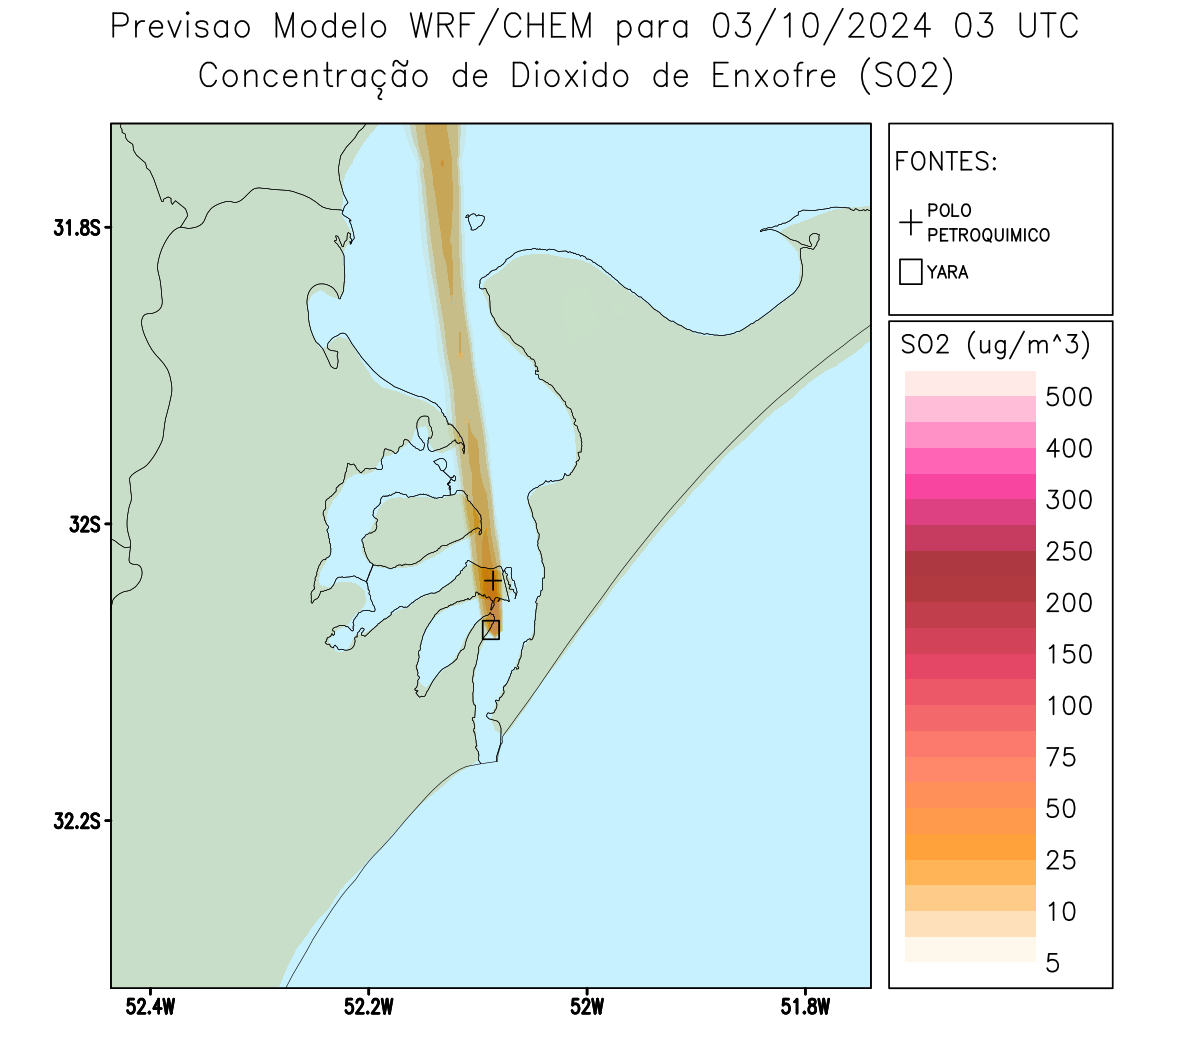 Previsao Modelo WRF/CHEM para 03/10/2024 03 UTC
Concentração de Dioxido de Enxofre (SO2)
FONTES:
POLO
PETROQUIMICO
YARA
SO2 (ug/m^3)
500
400
300
250
200
150
100
75
50
25
10
5
31.8S
32S
32.2S
52.4W
52.2W
52W
51.8W